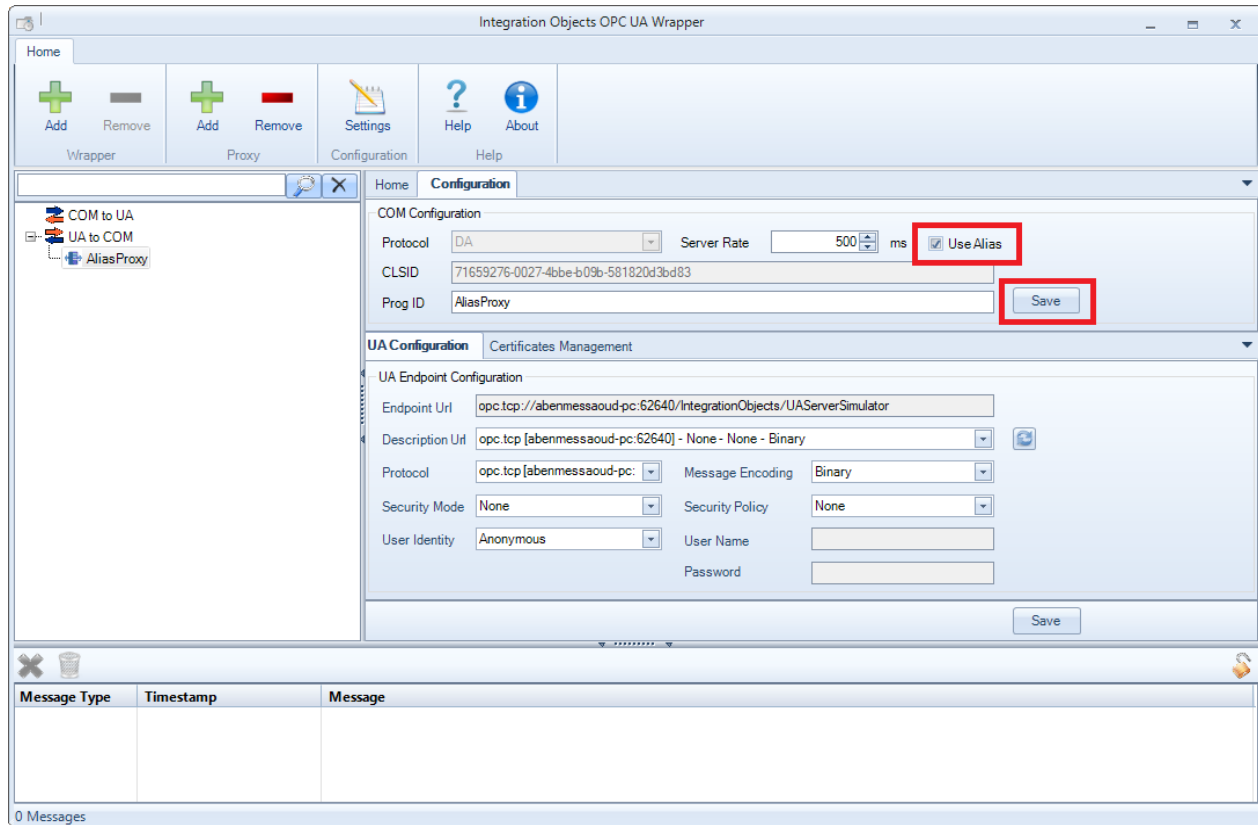 Integration Objects OPC UA Wrapper
Home
Add Remove Add Remove Settings Help About
Wrapper Proxy Configuration Help
Home Configuration
COM to UA
UA to COM
AliasProxy
COM Configuration
Protocol DA Server Rate 500 ms Use Alias
CLSID 71659276-0027-4bbe-b09b-581820d3bd83
Prog ID AliasProxy Save
UA Configuration Certificates Management
UA Endpoint Configuration
Endpoint Url opc.tcp://abenmessaoud-pc:62640/IntegrationObjects/UAServerSimulator
Description Url opc.tcp [abenmessaoud-pc:62640] - None - None - Binary
Protocol opc.tcp [abenmessaoud-pc: Message Encoding Binary
Security Mode None Security Policy None
User Identity Anonymous User Name
Password
Save
Message Type Timestamp Message
0 Messages